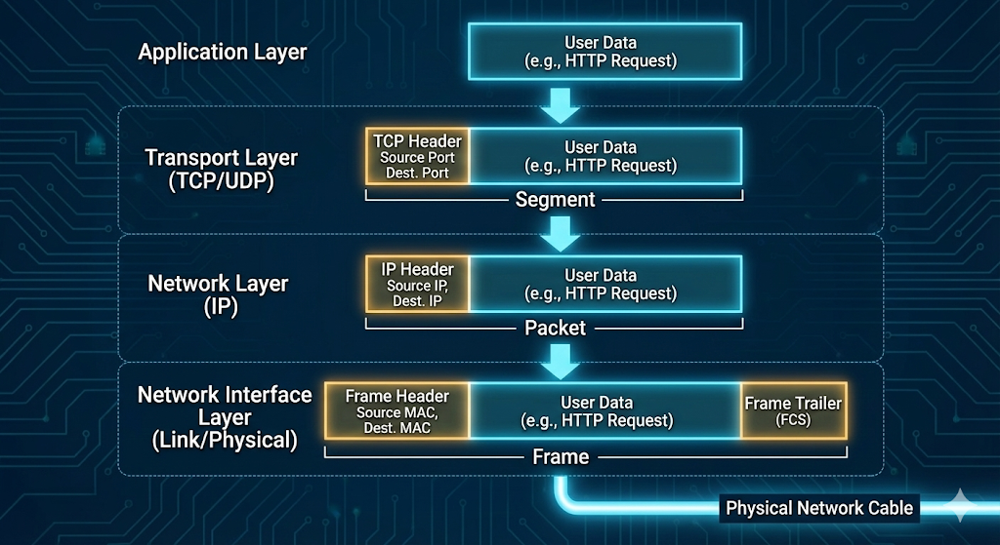 Application Layer
User Data
(e.g., HTTP Request)
Transport Layer
(TCP/UDP)
TCP Header
Source Port
Dest. Port
User Data
(e.g., HTTP Request)
Segment
Network Layer
(IP)
IP Header
Source IP,
Dest. IP
User Data
(e.g., HTTP Request)
Packet
Network Interface
Layer
(Link/Physical)
Frame Header
Source MAC,
Dest. MAC
User Data
(e.g., HTTP Request)
Frame Trailer
(FCS)
Frame
Physical Network Cable